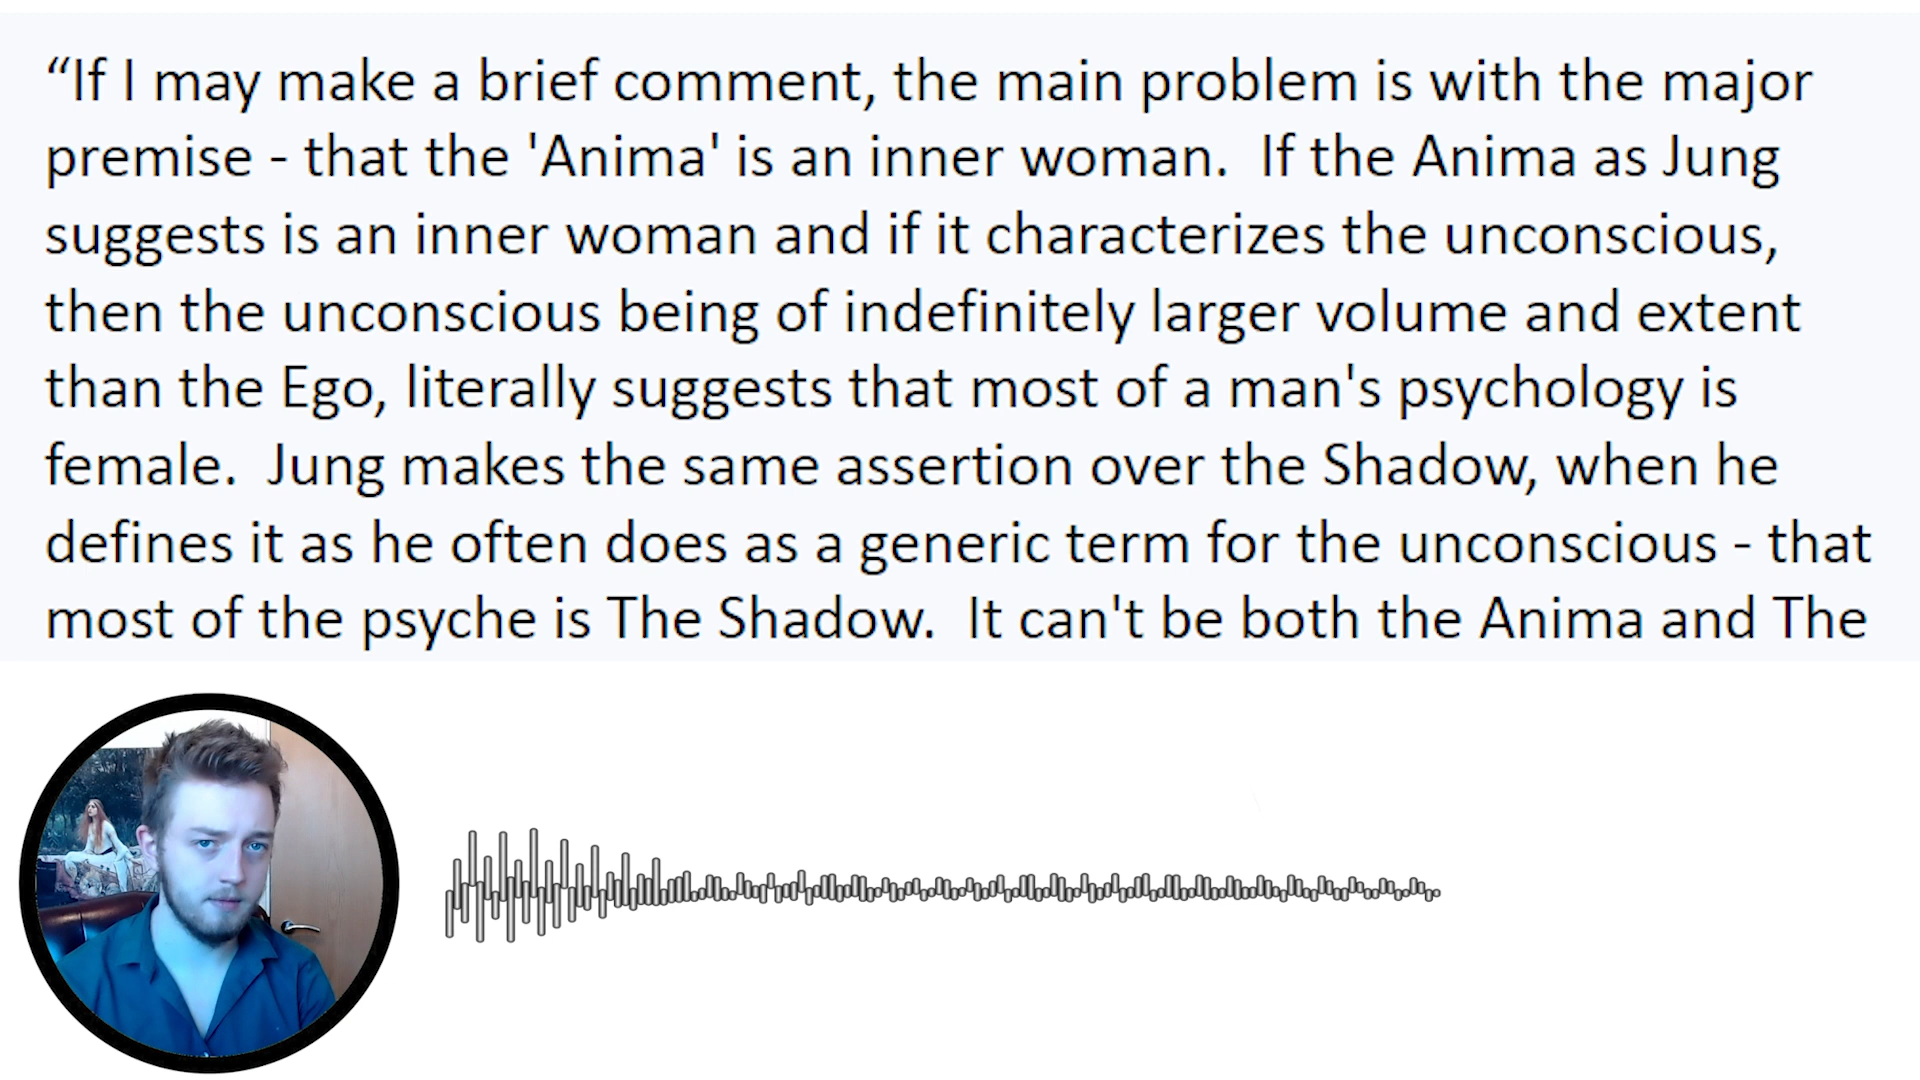 “If I may make a brief comment, the main problem is with the major
premise - that the 'Anima' is an inner woman.  If the Anima as Jung
suggests is an inner woman and if it characterizes the unconscious,
then the unconscious being of indefinitely larger volume and extent
than the Ego, literally suggests that most of a man's psychology is
female.  Jung makes the same assertion over the Shadow, when he
defines it as he often does as a generic term for the unconscious - that
most of the psyche is The Shadow.  It can't be both the Anima and The